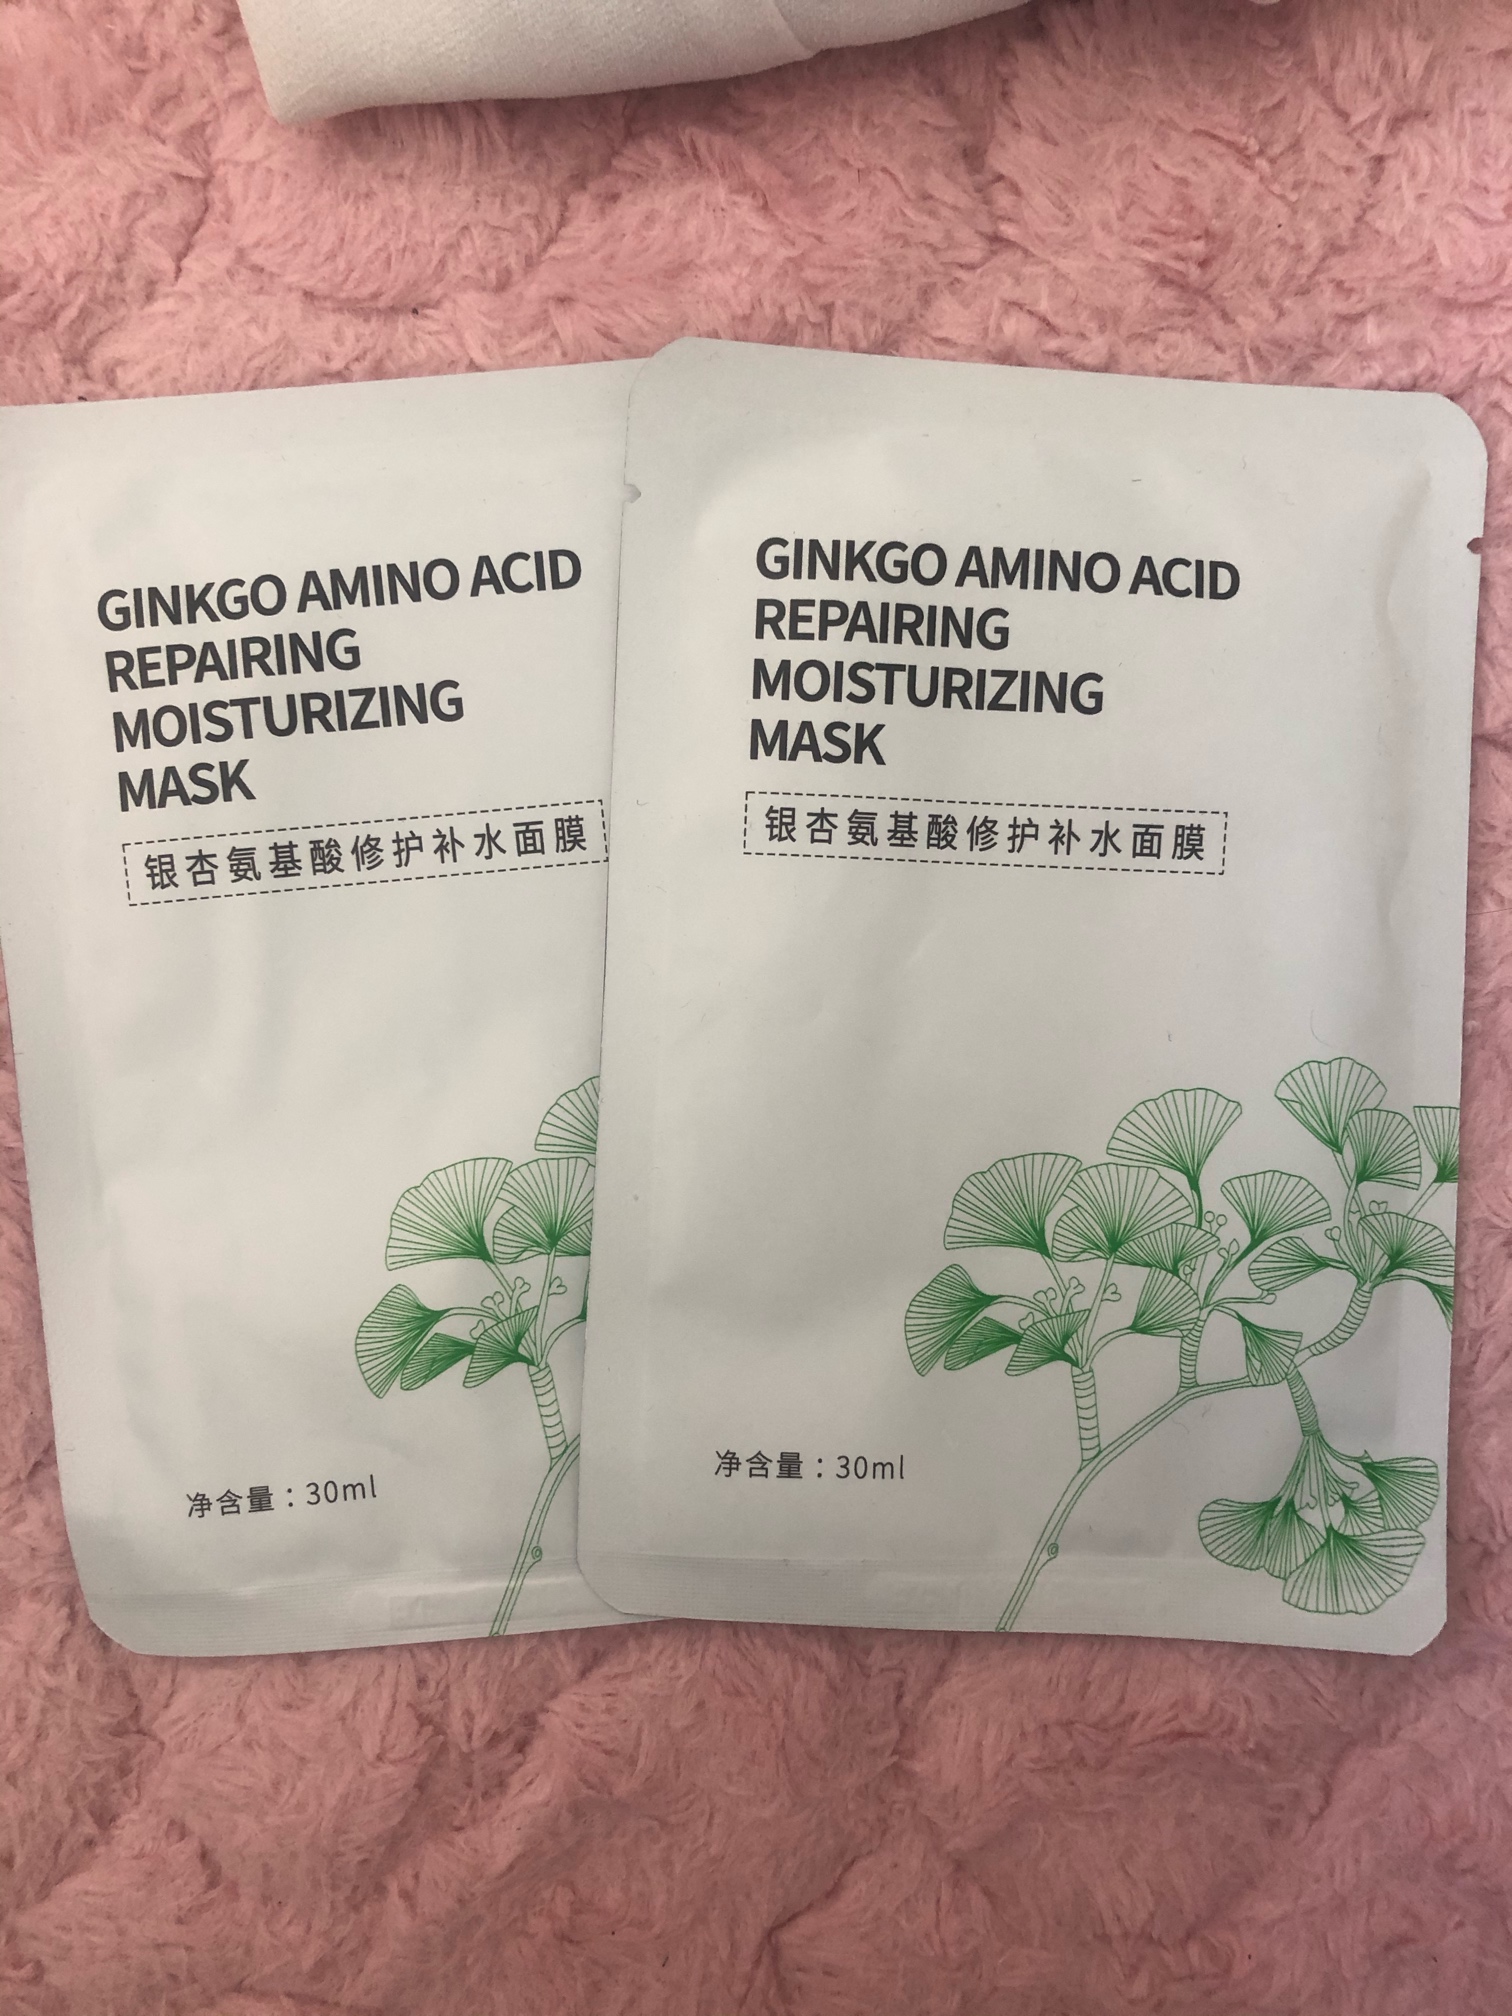 GINKGO AMINO ACID
REPAIRING
MOISTURIZING
MASK
银杏氨基酸修护补水面膜
净含量：30ml
GINKGO AMINO ACID
REPAIRING
MOISTURIZING
MASK
银杏氨基酸修护补水面膜
净含量：30ml